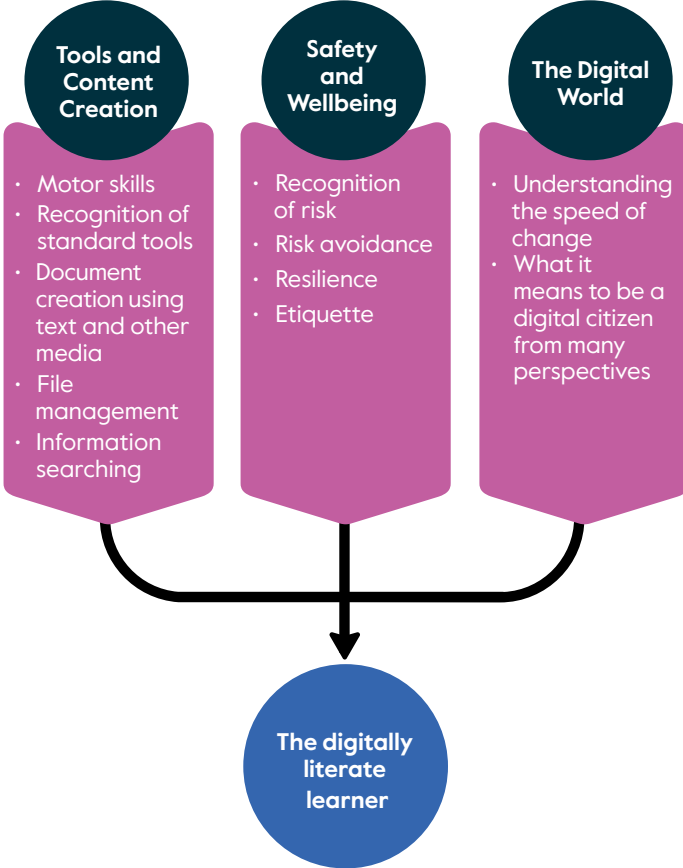 Tools and
Content
Creation
· Motor skills
· Recognition of
standard tools
· Document
creation using
text and other
media
· File
management
· Information
searching
Safety
and
Wellbeing
· Recognition
of risk
· Risk avoidance
· Resilience
· Etiquette
The Digital
World
· Understanding
the speed of
change
· What it
means to be a
digital citizen
from many
perspectives
The digitally
literate
learner